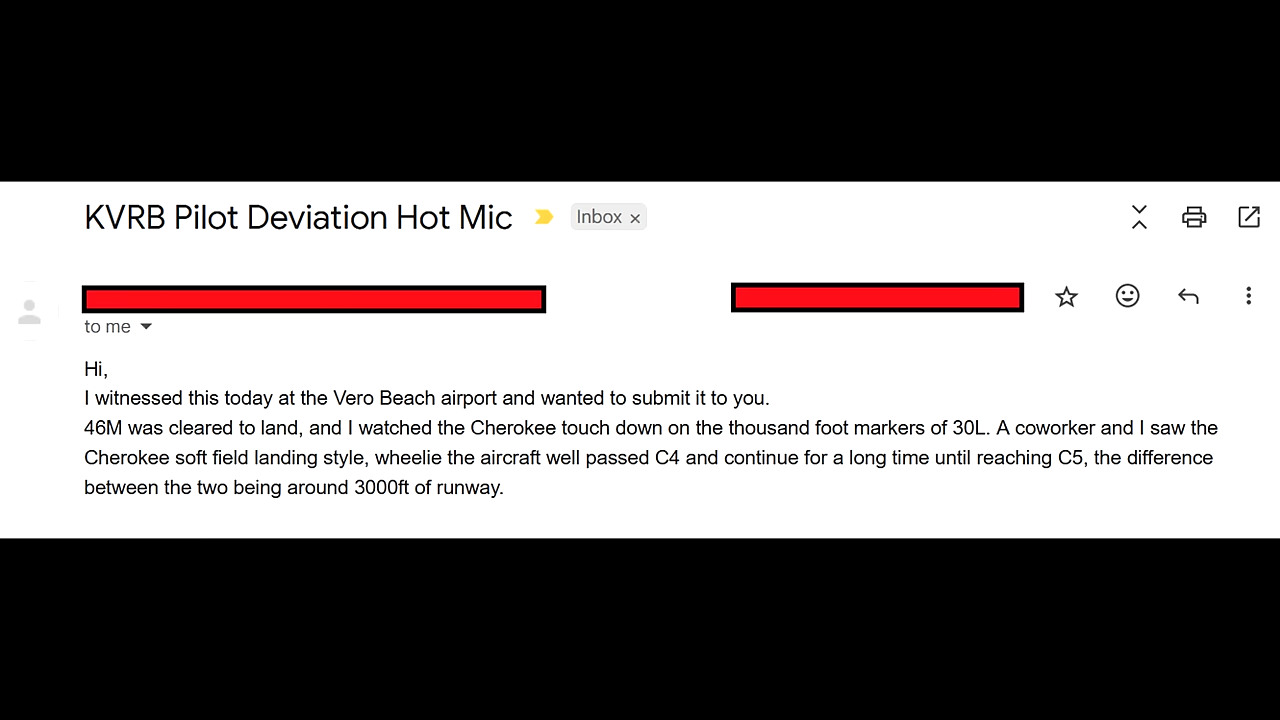 KVRB Pilot Deviation Hot Mic Inbox x
to me
Hi,
I witnessed this today at the Vero Beach airport and wanted to submit it to you.
46M was cleared to land, and I watched the Cherokee touch down on the thousand foot markers of 30L. A coworker and I saw the
Cherokee soft field landing style, wheelie the aircraft well passed C4 and continue for a long time until reaching C5, the difference
between the two being around 3000ft of runway.